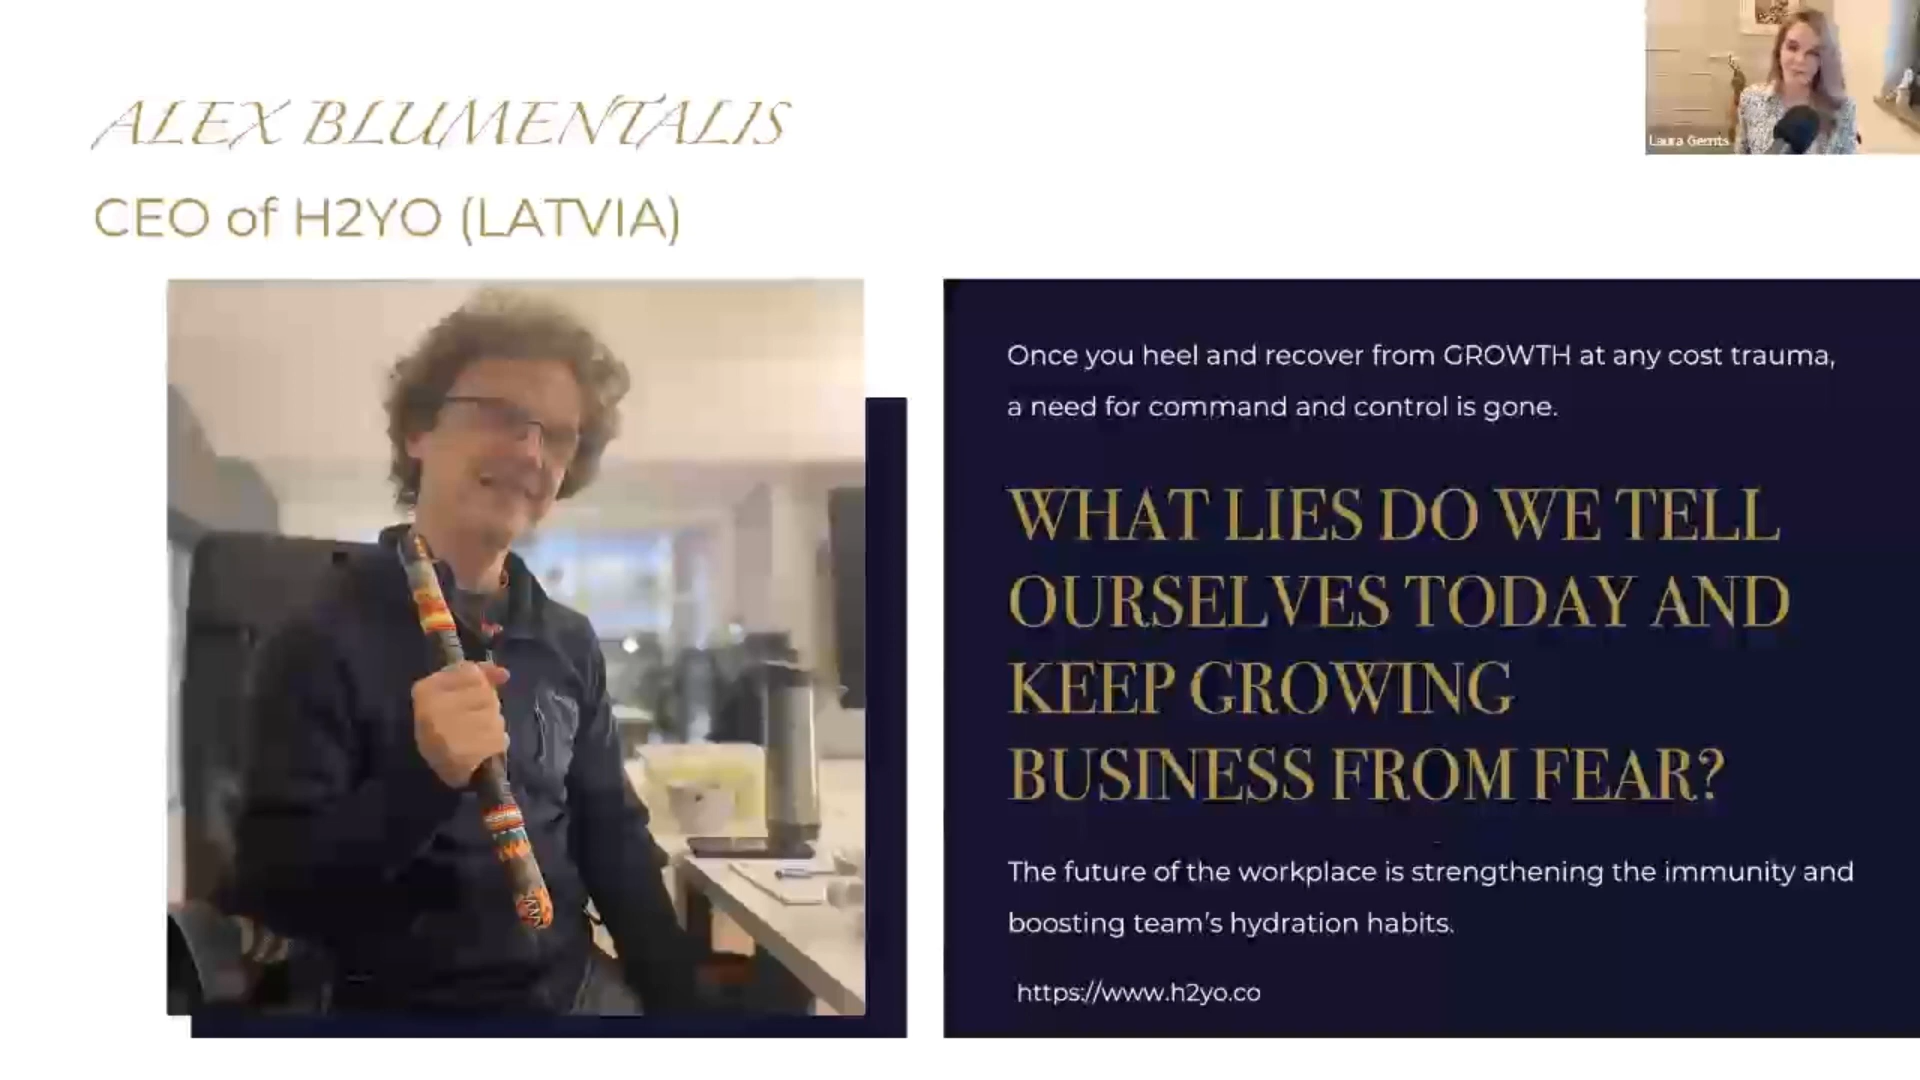 ALEX BLUMENTALIS
CEO of H2YO (LATVIA)
Laura Gerrits
Once you heel and recover from GROWTH at any cost trauma,
a need for command and control is gone.
WHAT LIES DO WE TELL
OURSELVES TODAY AND
KEEP GROWING
BUSINESS FROM FEAR?
The future of the workplace is strengthening the immunity and
boosting team's hydration habits.
https://www.h2yo.co